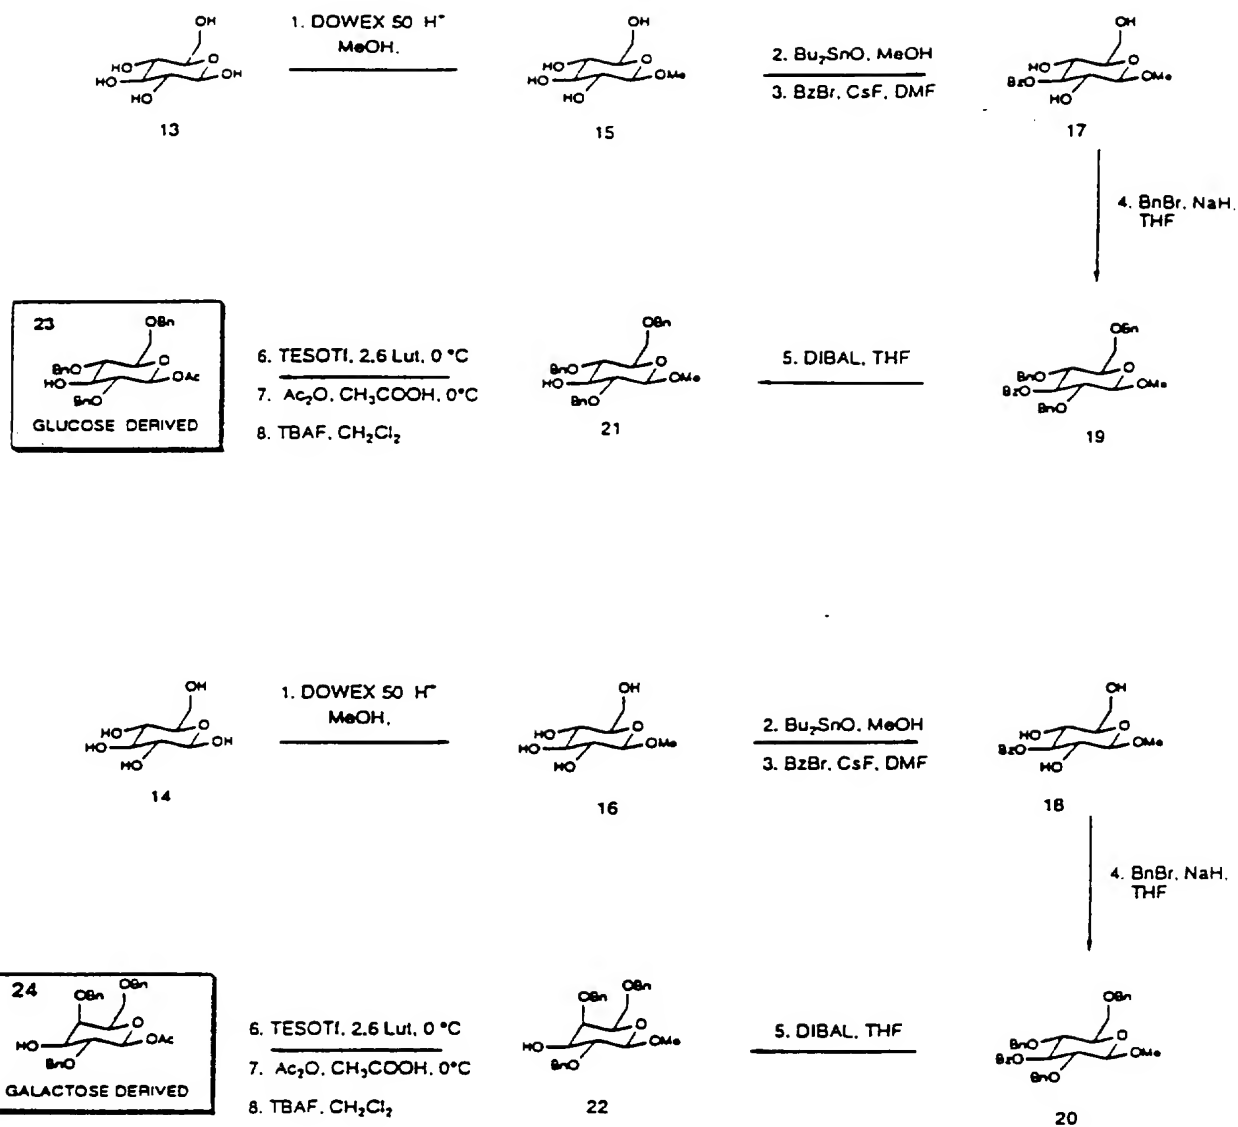 OH
HO
HO
HO
O
OH
13
1. DOWEX 50 H⁻
MeOH,
OH
HO
HO
HO
O
OMe
15
2. Bu₂SnO, MeOH
3. BzBr, CsF, DMF
OH
HO
BzO
HO
O
OMe
17
4. BnBr, NaH,
THF
23
OBn
BnO
HO
BnO
O
OAc
GLUCOSE DERIVED
6. TESOTf, 2.6 Lut, 0 °C
7. Ac₂O, CH₃COOH, 0°C
8. TBAF, CH₂Cl₂
OBn
BnO
HO
BnO
O
OMe
21
5. DIBAL, THF
OBn
BnO
BzO
BnO
O
OMe
19
OH
HO
HO
HO
O
OH
14
1. DOWEX 50 H⁻
MeOH,
OH
HO
HO
HO
O
OMe
16
2. Bu₂SnO, MeOH
3. BzBr, CsF, DMF
OH
HO
BzO
HO
O
OMe
18
4. BnBr, NaH,
THF
24
OBn
OBn
HO
BnO
O
OAc
GALACTOSE DERIVED
6. TESOTf, 2.6 Lut, 0 °C
7. Ac₂O, CH₃COOH, 0°C
8. TBAF, CH₂Cl₂
OBn
OBn
HO
BnO
O
OMe
22
5. DIBAL, THF
OBn
BnO
BzO
BnO
O
OMe
20